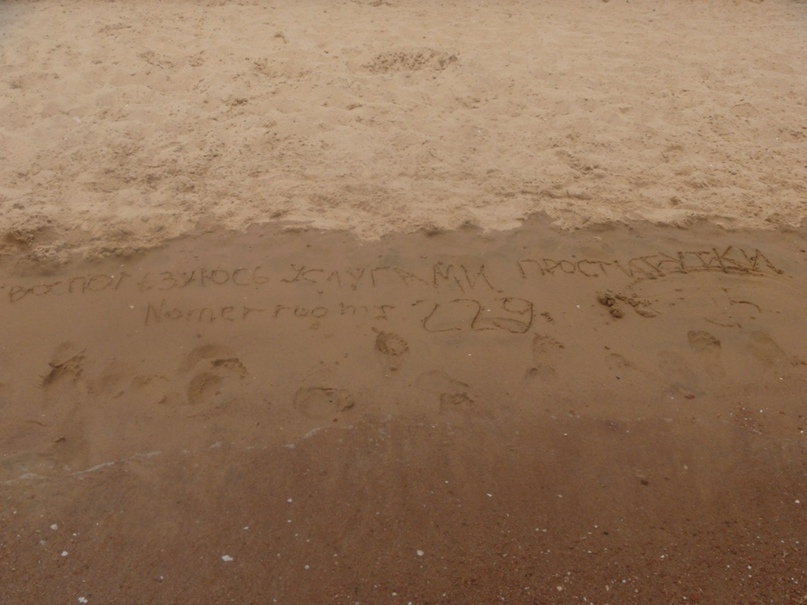 ВОСПОЛЬЗУЮСЬ УСЛУГАМИ ПРОСТИТУТКИ
Nomer rooms 229